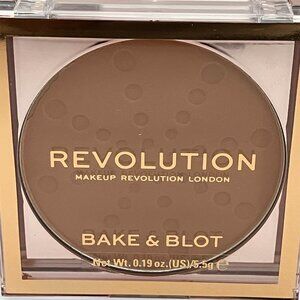 REVOLUTION
MAKEUP REVOLUTION LONDON
BAKE & BLOT
Net Wt. 0.19 oz.(US)/5.5g ℮